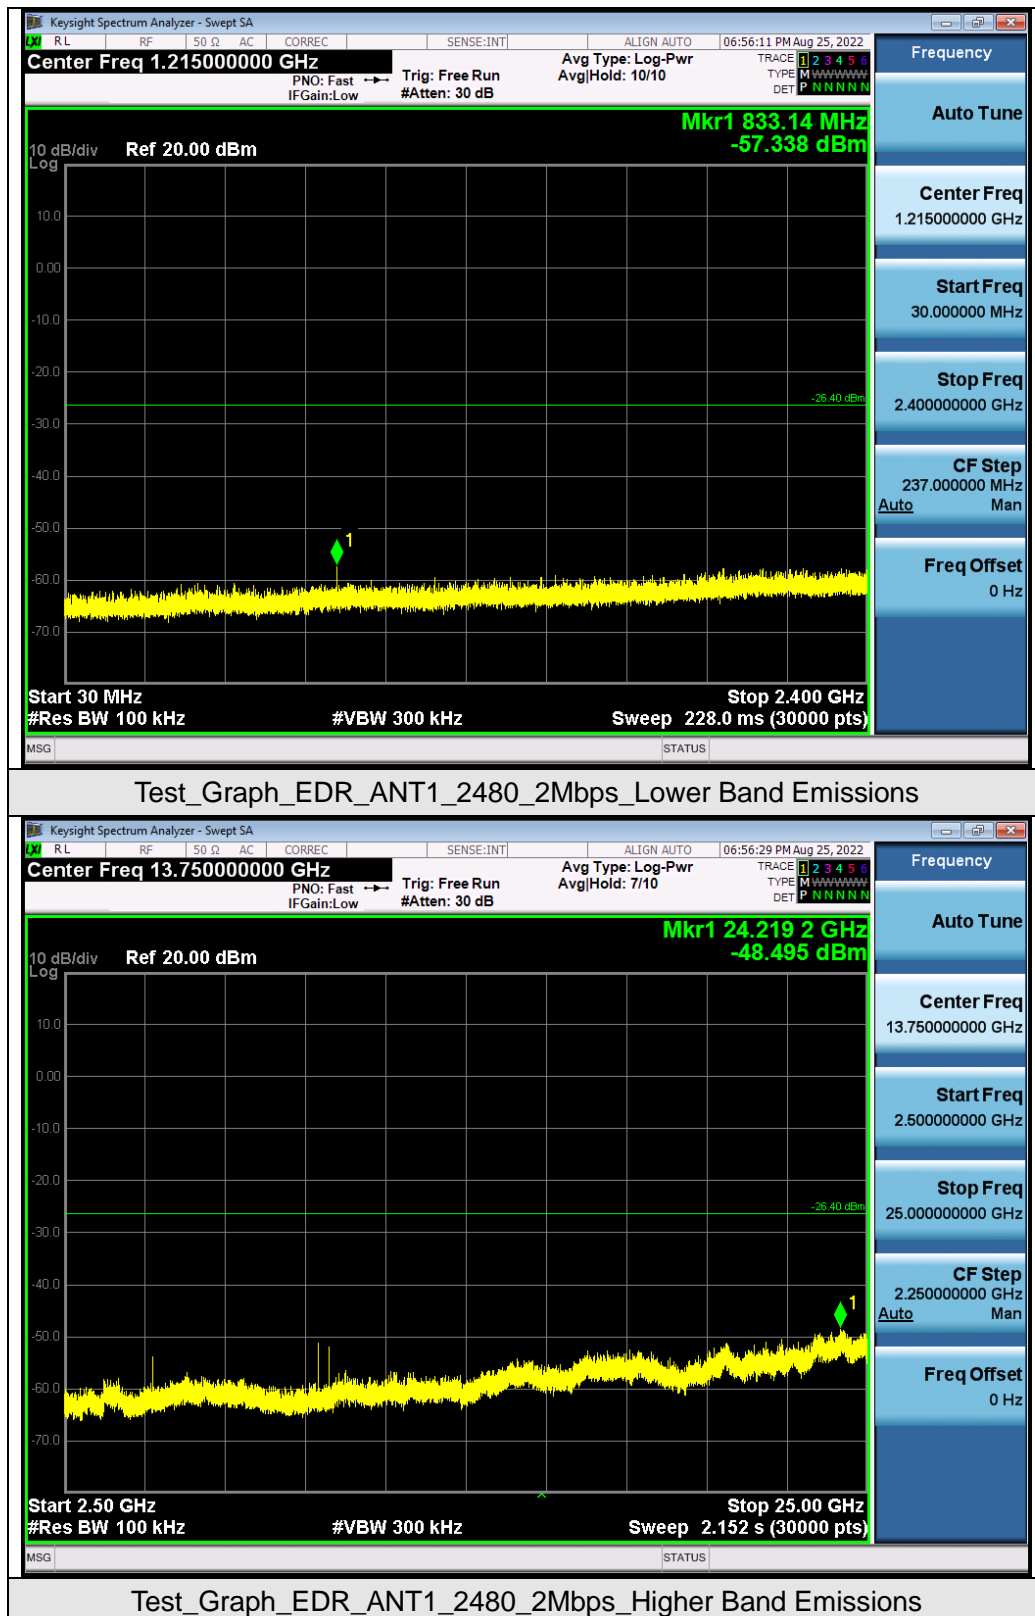 Keysight Spectrum Analyzer - Swept SA
LXI RL RF 50 Ω AC CORREC SENSE:INT ALIGN AUTO 06:56:11 PM Aug 25, 2022
Center Freq 1.215000000 GHz
PNO: Fast
IFGain:Low
Trig: Free Run
#Atten: 30 dB
Avg Type: Log-Pwr
Avg|Hold: 10/10
TRACE 1 2 3 4 5 6
TYPE M WWWWW
DET P N N N N N
Mkr1 833.14 MHz
-57.338 dBm
10 dB/div Ref 20.00 dBm
Log
10.0
0.00
-10.0
-20.0
-26.40 dBm
-30.0
-40.0
-50.0
1
-60.0
-70.0
Start 30 MHz Stop 2.400 GHz
#Res BW 100 kHz #VBW 300 kHz Sweep 228.0 ms (30000 pts)
MSG STATUS
Frequency
Auto Tune
Center Freq
1.215000000 GHz
Start Freq
30.000000 MHz
Stop Freq
2.400000000 GHz
CF Step
237.000000 MHz
Auto Man
Freq Offset
0 Hz
Test_Graph_EDR_ANT1_2480_2Mbps_Lower Band Emissions
Keysight Spectrum Analyzer - Swept SA
LXI RL RF 50 Ω AC CORREC SENSE:INT ALIGN AUTO 06:56:29 PM Aug 25, 2022
Center Freq 13.750000000 GHz
PNO: Fast
IFGain:Low
Trig: Free Run
#Atten: 30 dB
Avg Type: Log-Pwr
Avg|Hold: 7/10
TRACE 1 2 3 4 5 6
TYPE M WWWWW
DET P N N N N N
Mkr1 24.219 2 GHz
-48.495 dBm
10 dB/div Ref 20.00 dBm
Log
10.0
0.00
-10.0
-20.0
-26.40 dBm
-30.0
-40.0
1
-50.0
-60.0
-70.0
Start 2.50 GHz Stop 25.00 GHz
#Res BW 100 kHz #VBW 300 kHz Sweep 2.152 s (30000 pts)
MSG STATUS
Frequency
Auto Tune
Center Freq
13.750000000 GHz
Start Freq
2.500000000 GHz
Stop Freq
25.000000000 GHz
CF Step
2.250000000 GHz
Auto Man
Freq Offset
0 Hz
Test_Graph_EDR_ANT1_2480_2Mbps_Higher Band Emissions